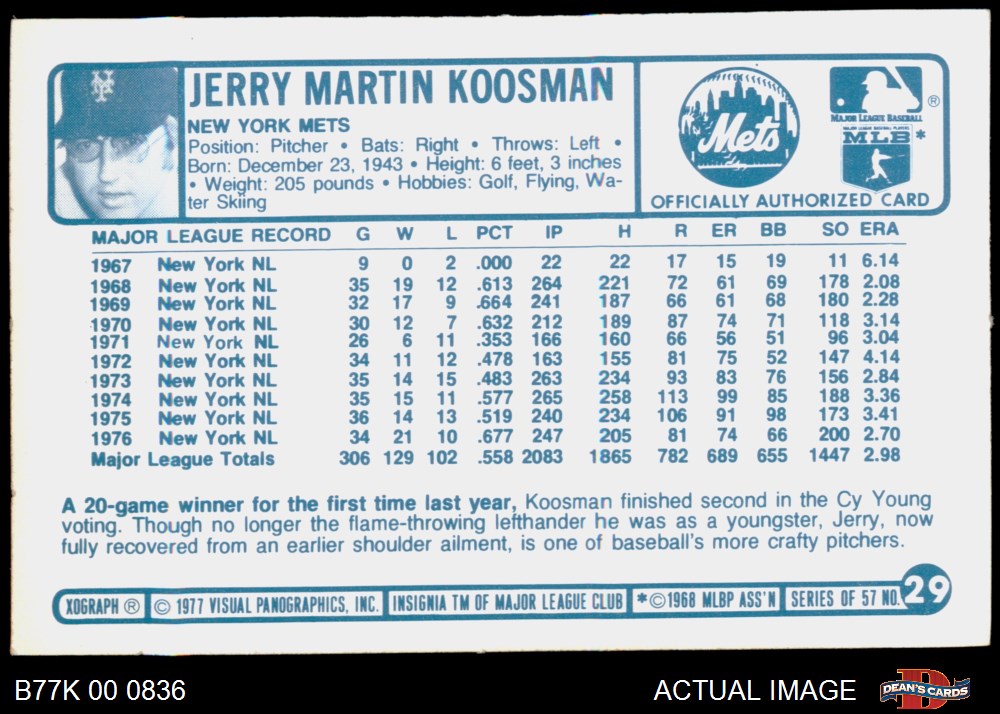 NY
JERRY MARTIN KOOSMAN
NEW YORK METS
Position: Pitcher • Bats: Right • Throws: Left •
Born: December 23, 1943 • Height: 6 feet, 3 inches
• Weight: 205 pounds • Hobbies: Golf, Flying, Wa-
ter Skiing
Mets
®
MAJOR LEAGUE BASEBALL
MAJOR LEAGUE BASEBALL PLAYERS
MLB *
OFFICIALLY AUTHORIZED CARD
MAJOR LEAGUE RECORD G W L PCT IP H R ER BB SO ERA
1967 New York NL 9 0 2 .000 22 22 17 15 19 11 6.14
1968 New York NL 35 19 12 .613 264 221 72 61 69 178 2.08
1969 New York NL 32 17 9 .664 241 187 66 61 68 180 2.28
1970 New York NL 30 12 7 .632 212 189 87 74 71 118 3.14
1971 New York NL 26 6 11 .353 166 160 66 56 51 96 3.04
1972 New York NL 34 11 12 .478 163 155 81 75 52 147 4.14
1973 New York NL 35 14 15 .483 263 234 93 83 76 156 2.84
1974 New York NL 35 15 11 .577 265 258 113 99 85 188 3.36
1975 New York NL 36 14 13 .519 240 234 106 91 98 173 3.41
1976 New York NL 34 21 10 .677 247 205 81 74 66 200 2.70
Major League Totals 306 129 102 .558 2083 1865 782 689 655 1447 2.98
A 20-game winner for the first time last year, Koosman finished second in the Cy Young
voting. Though no longer the flame-throwing lefthander he was as a youngster, Jerry, now
fully recovered from an earlier shoulder ailment, is one of baseball's more crafty pitchers.
XOGRAPH ® © 1977 VISUAL PANOGRAPHICS, INC. INSIGNIA TM OF MAJOR LEAGUE CLUB *©1968 MLBP ASS'N SERIES OF 57 NO. 29
B77K 00 0836 ACTUAL IMAGE D DEAN'S CARDS